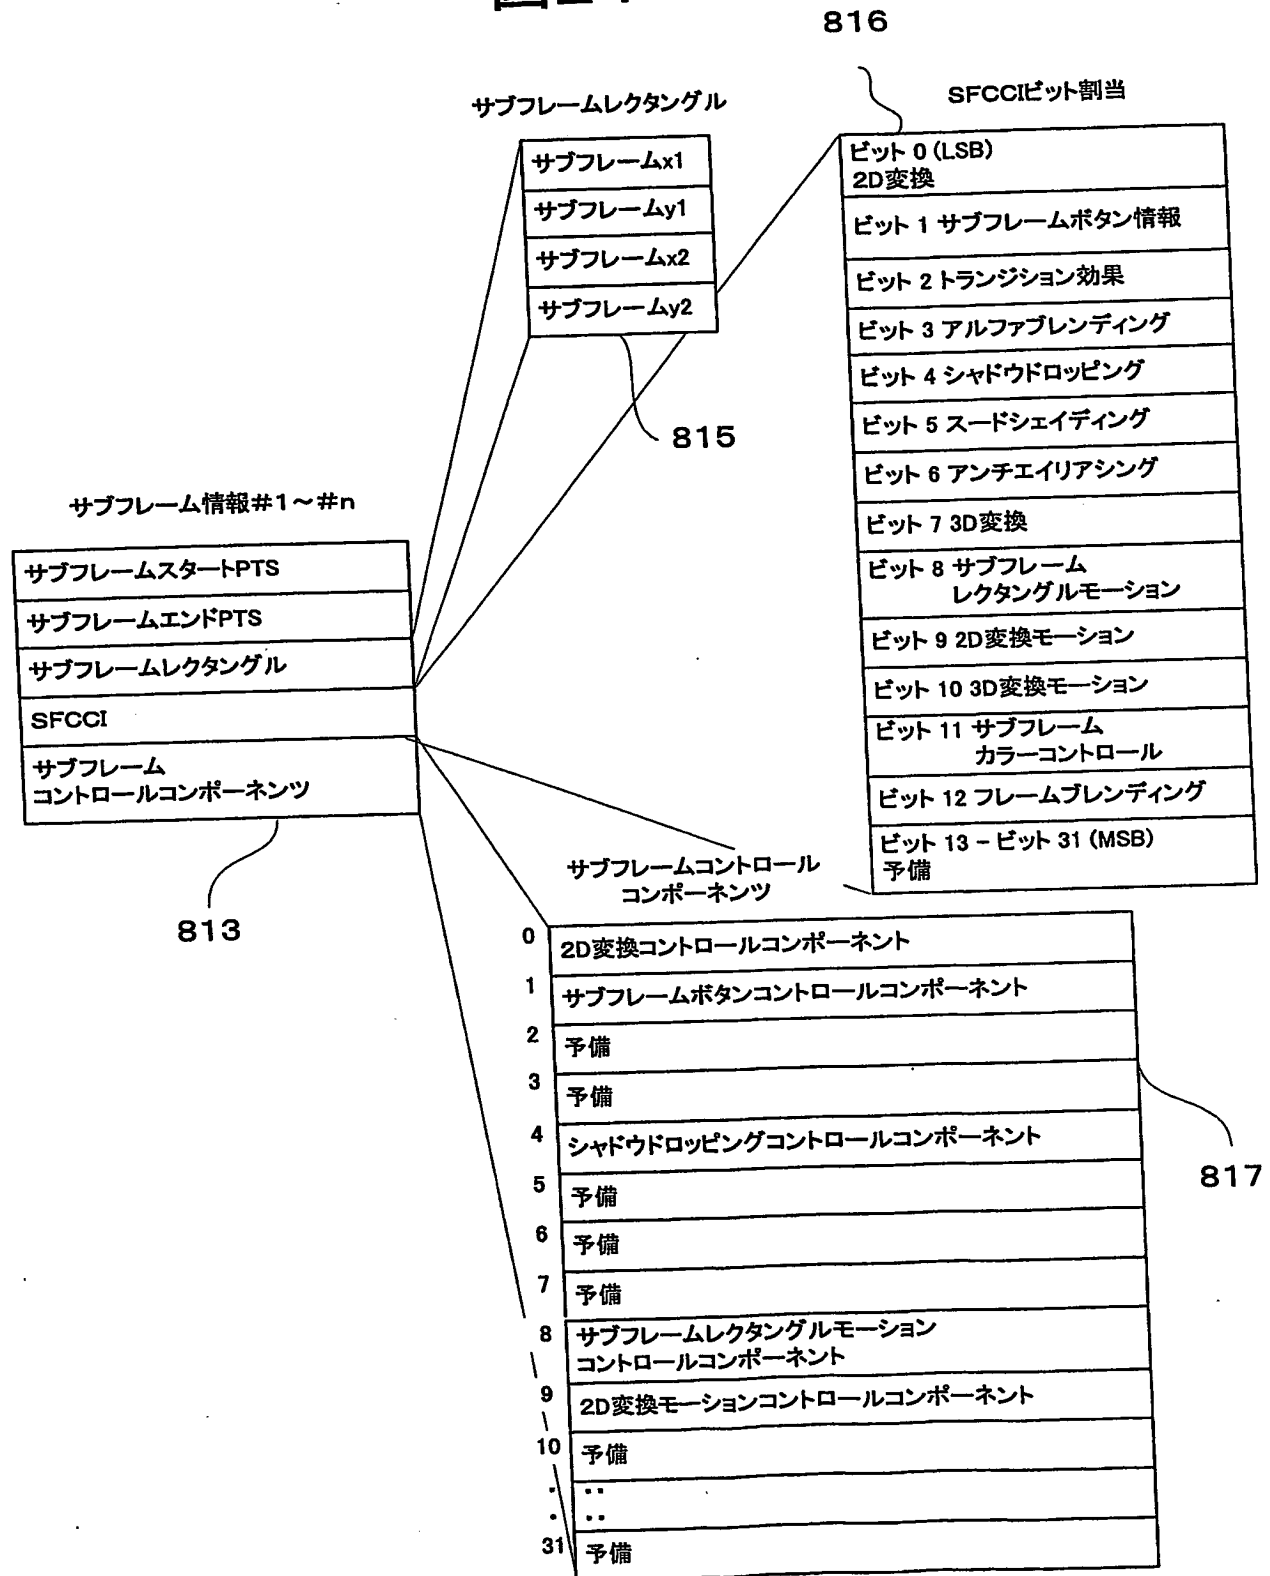 816
サブフレームレクタングル
サブフレームx1
サブフレームy1
サブフレームx2
サブフレームy2
815
SFCCIビット割当
ビット 0 (LSB)
2D変換
ビット 1 サブフレームボタン情報
ビット 2 トランジション効果
ビット 3 アルファブレンディング
ビット 4 シャドウドロッピング
ビット 5 スードシェイディング
ビット 6 アンチエイリアシング
ビット 7 3D変換
ビット 8 サブフレーム
レクタングルモーション
ビット 9 2D変換モーション
ビット 10 3D変換モーション
ビット 11 サブフレーム
カラーコントロール
ビット 12 フレームブレンディング
ビット 13 − ビット 31 (MSB)
予備
サブフレーム情報#1〜#n
サブフレームスタートPTS
サブフレームエンドPTS
サブフレームレクタングル
SFCCI
サブフレーム
コントロールコンポーネンツ
813
サブフレームコントロール
コンポーネンツ
0 2D変換コントロールコンポーネント
1 サブフレームボタンコントロールコンポーネント
2 予備
3 予備
4 シャドウドロッピングコントロールコンポーネント
5 予備
6 予備
7 予備
8 サブフレームレクタングルモーション
コントロールコンポーネント
9 2D変換モーションコントロールコンポーネント
10 予備
. ..
. ..
31 予備
817